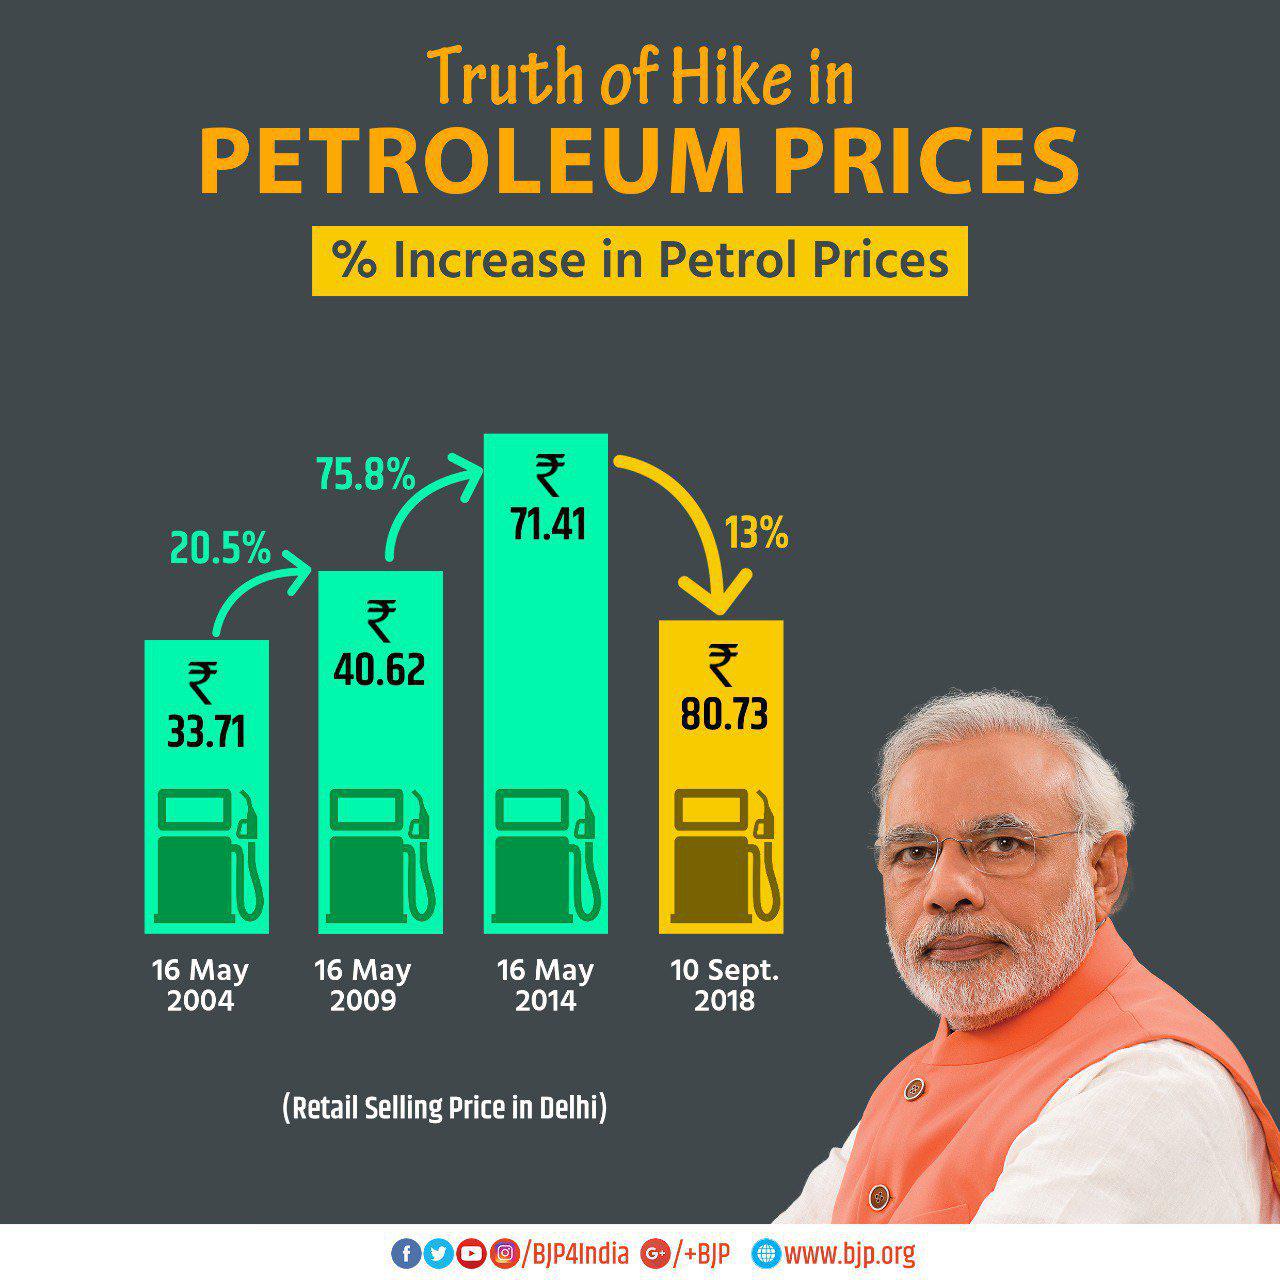 Truth of Hike in
PETROLEUM PRICES
% Increase in Petrol Prices
20.5%
75.8%
13%
₹
33.71
₹
40.62
₹
71.41
₹
80.73
16 May
2004
16 May
2009
16 May
2014
10 Sept.
2018
(Retail Selling Price in Delhi)
/BJP4India G+ /+BJP www.bjp.org